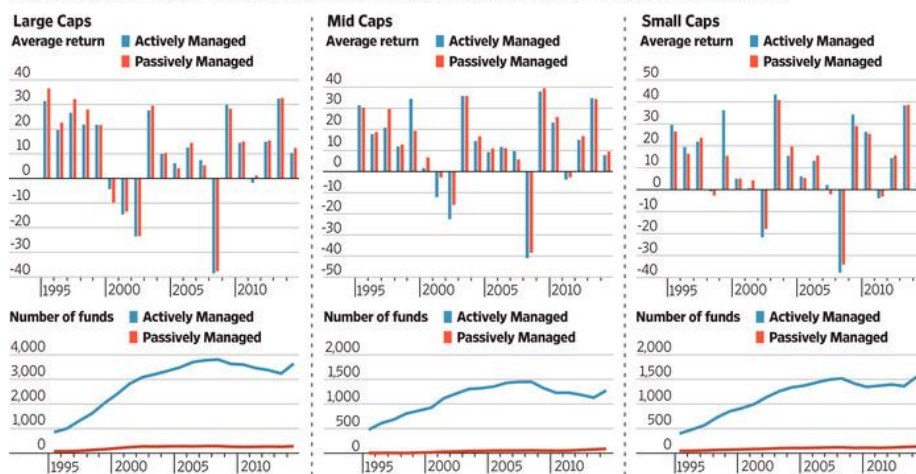 Large Caps
Average return Actively Managed
Passively Managed
40
30
20
10
0
-10
-20
-30
-40
1995 2000 2005 2010
Number of funds Actively Managed
Passively Managed
4,000
3,000
2,000
1,000
0
1995 2000 2005 2010
Mid Caps
Average return Actively Managed
Passively Managed
40
30
20
10
0
-10
-20
-30
-40
-50
1995 2000 2005 2010
Number of funds Actively Managed
Passively Managed
2,000
1,500
1,000
500
0
1995 2000 2005 2010
Small Caps
Average return Actively Managed
Passively Managed
50
40
30
20
10
0
-10
-20
-30
-40
1995 2000 2005 2010
Number of funds Actively Managed
Passively Managed
2,000
1,500
1,000
500
0
1995 2000 2005 2010